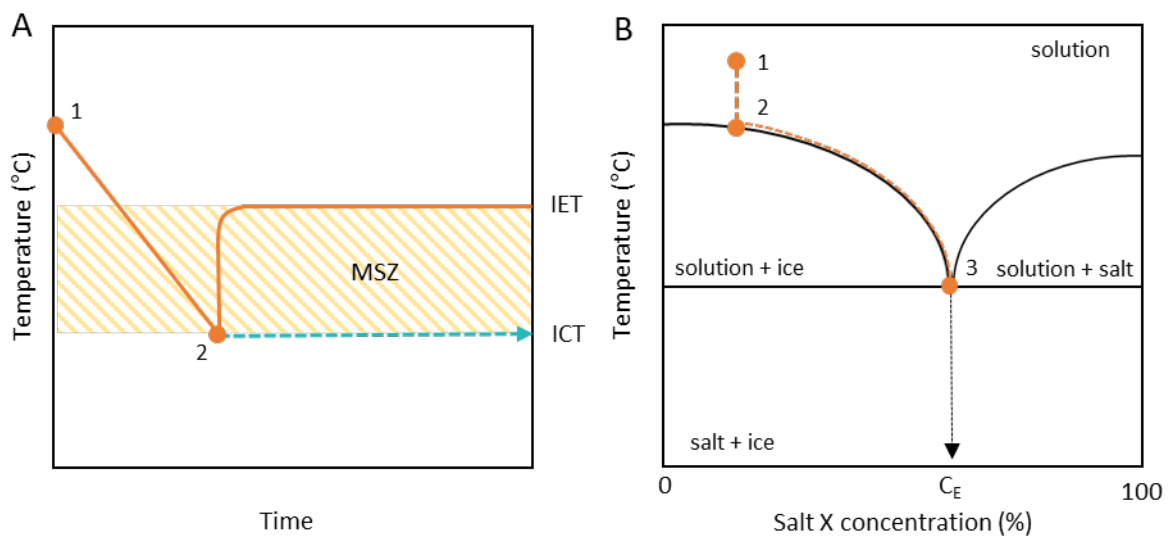 A
Temperature (°C)
1
2
MSZ
IET
ICT
Time
B
Temperature (°C)
solution
1
2
solution + ice
3
solution + salt
salt + ice
0
C_E
100
Salt X concentration (%)